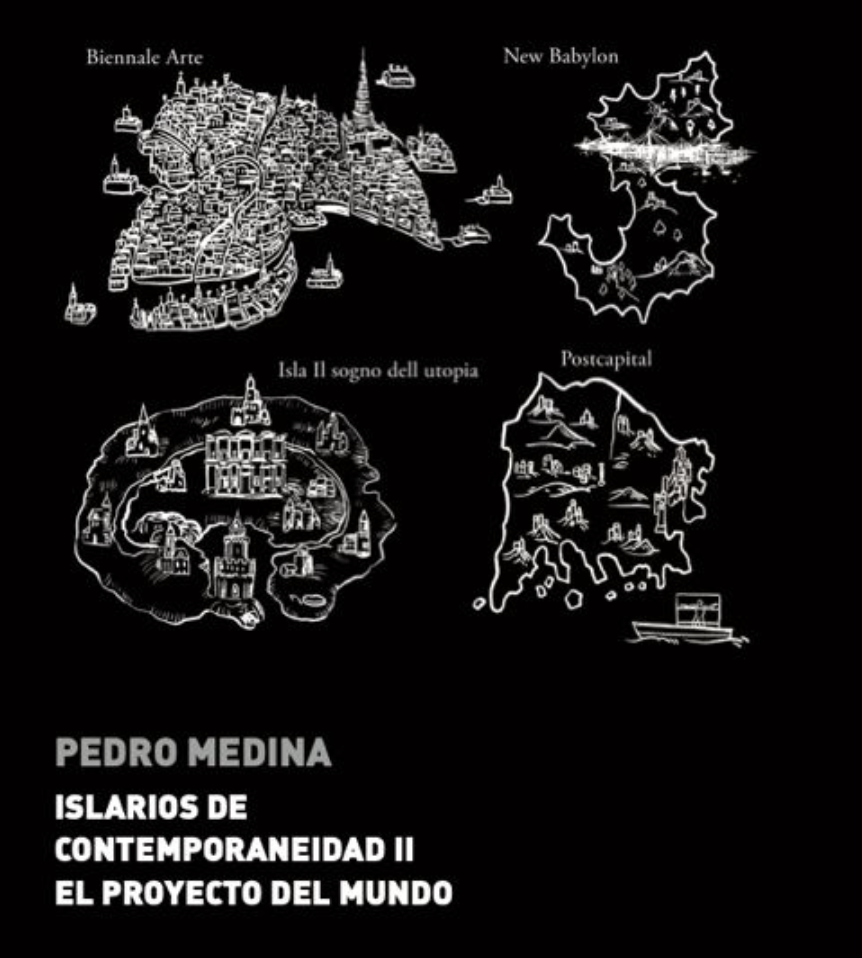 Biennale Arte
New Babylon
Isla Il sogno dell utopia
Postcapital
PEDRO MEDINA
ISLARIOS DE
CONTEMPORANEIDAD II
EL PROYECTO DEL MUNDO